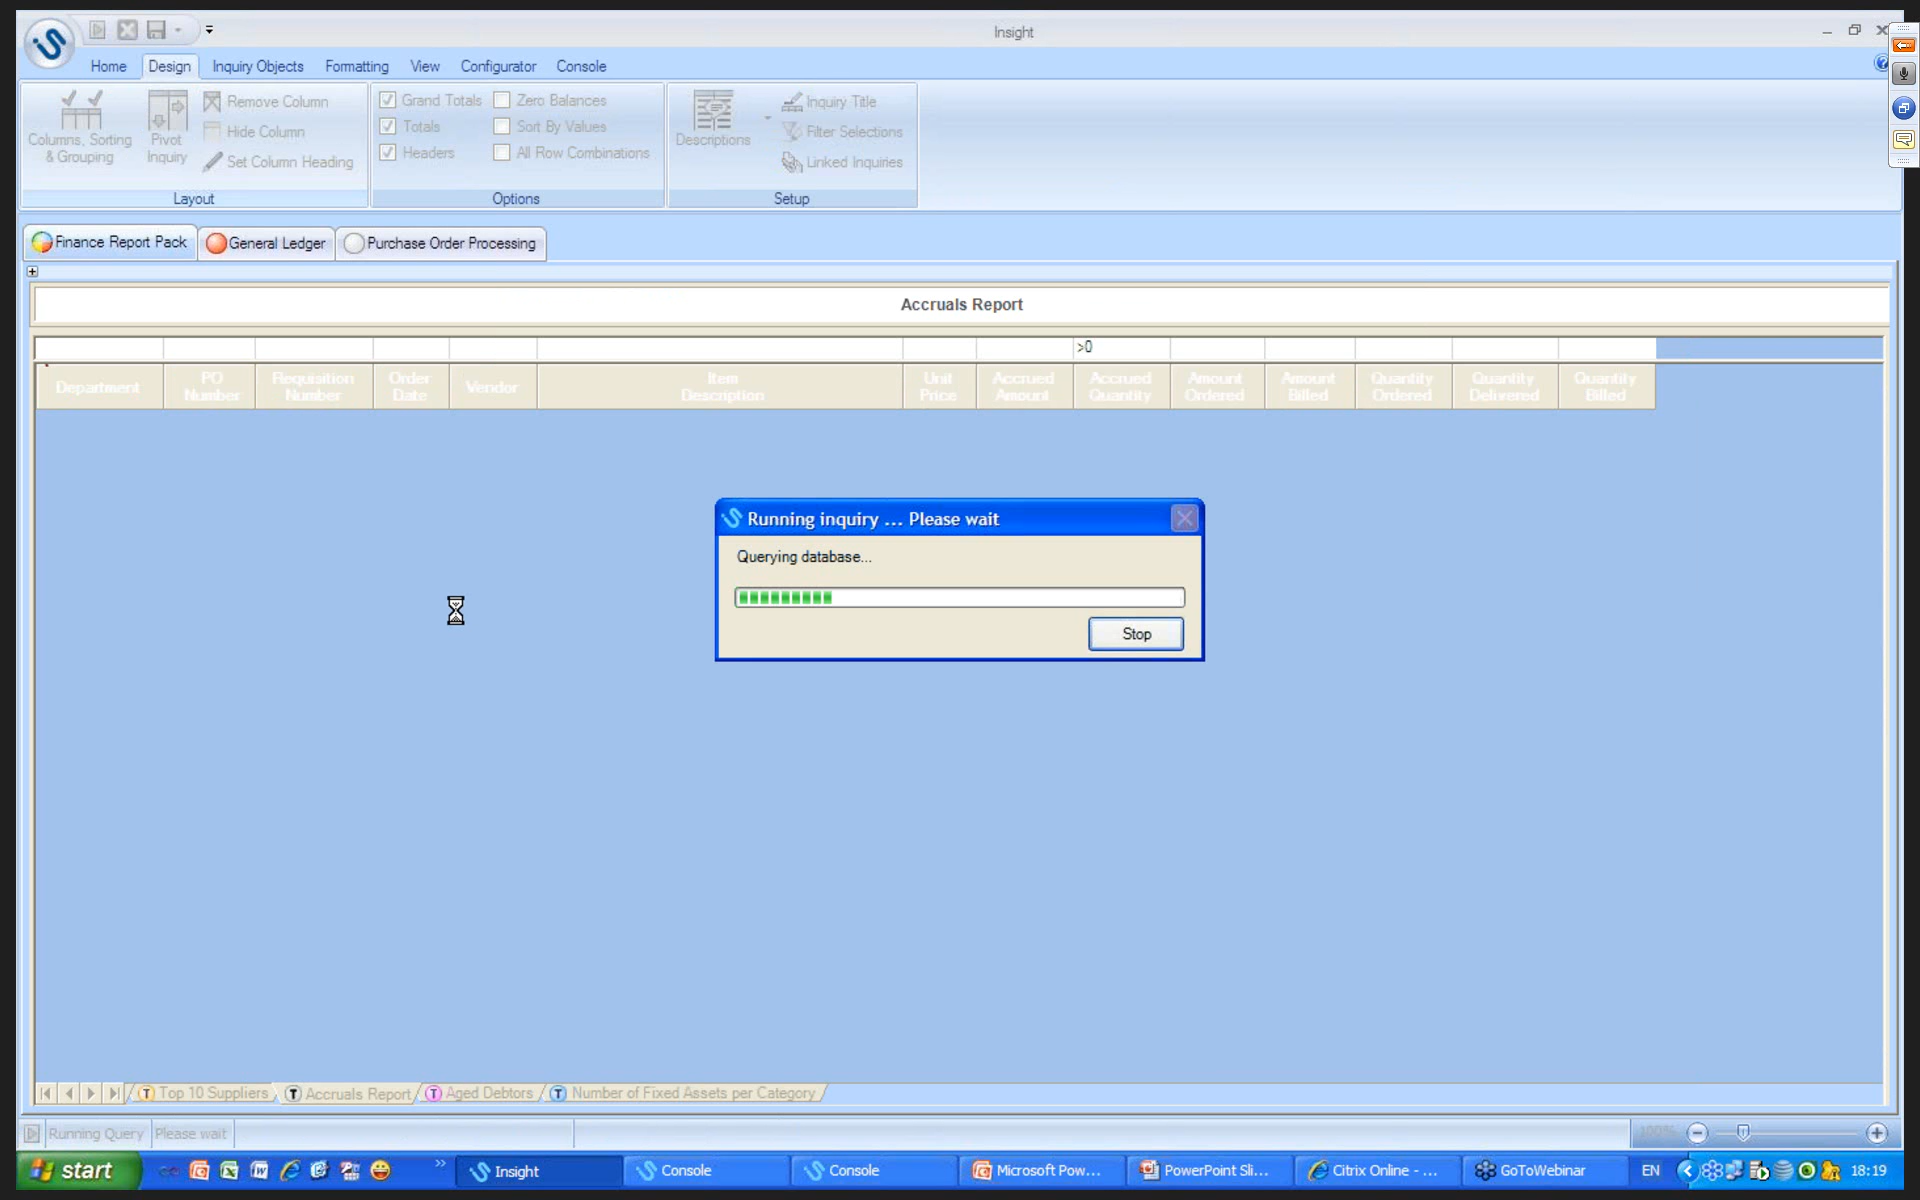 Insight
Home Design Inquiry Objects Formatting View Configurator Console
Columns, Sorting & Grouping
Pivot Inquiry
Remove Column
Hide Column
Set Column Heading
Layout
Grand Totals
Totals
Headers
Zero Balances
Sort By Values
All Row Combinations
Options
Descriptions
Inquiry Title
Filter Selections
Linked Inquiries
Setup
Finance Report Pack General Ledger Purchase Order Processing
Accruals Report
>0
Department
PO Number
Requisition Number
Order Date
Vendor
Item Description
Unit Price
Accrued Amount
Accrued Quantity
Amount Ordered
Amount Billed
Quantity Ordered
Quantity Delivered
Quantity Billed
Running inquiry ... Please wait
Querying database...
Stop
Top 10 Suppliers Accruals Report Aged Debtors Number of Fixed Assets per Category
Running Query Please wait 100%
start Insight Console Console Microsoft Pow... PowerPoint Sli... Citrix Online - ... GoToWebinar EN 18:19